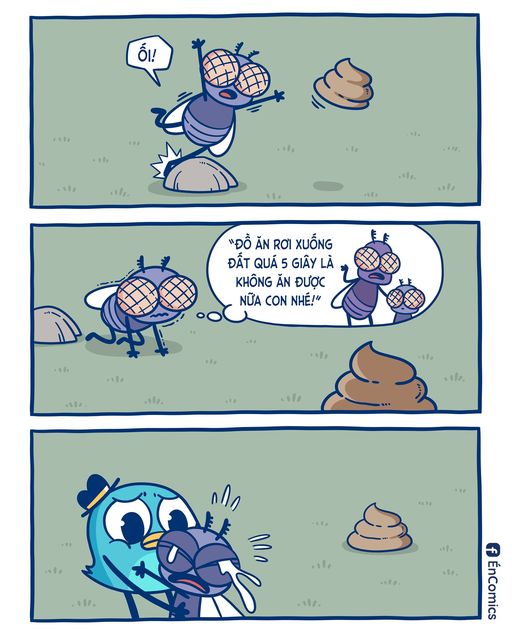 ỐI!
"ĐỒ ĂN RƠI XUỐNG
ĐẤT QUÁ 5 GIÂY LÀ
KHÔNG ĂN ĐƯỢC
NỮA CON NHÉ!"
ÉnComics